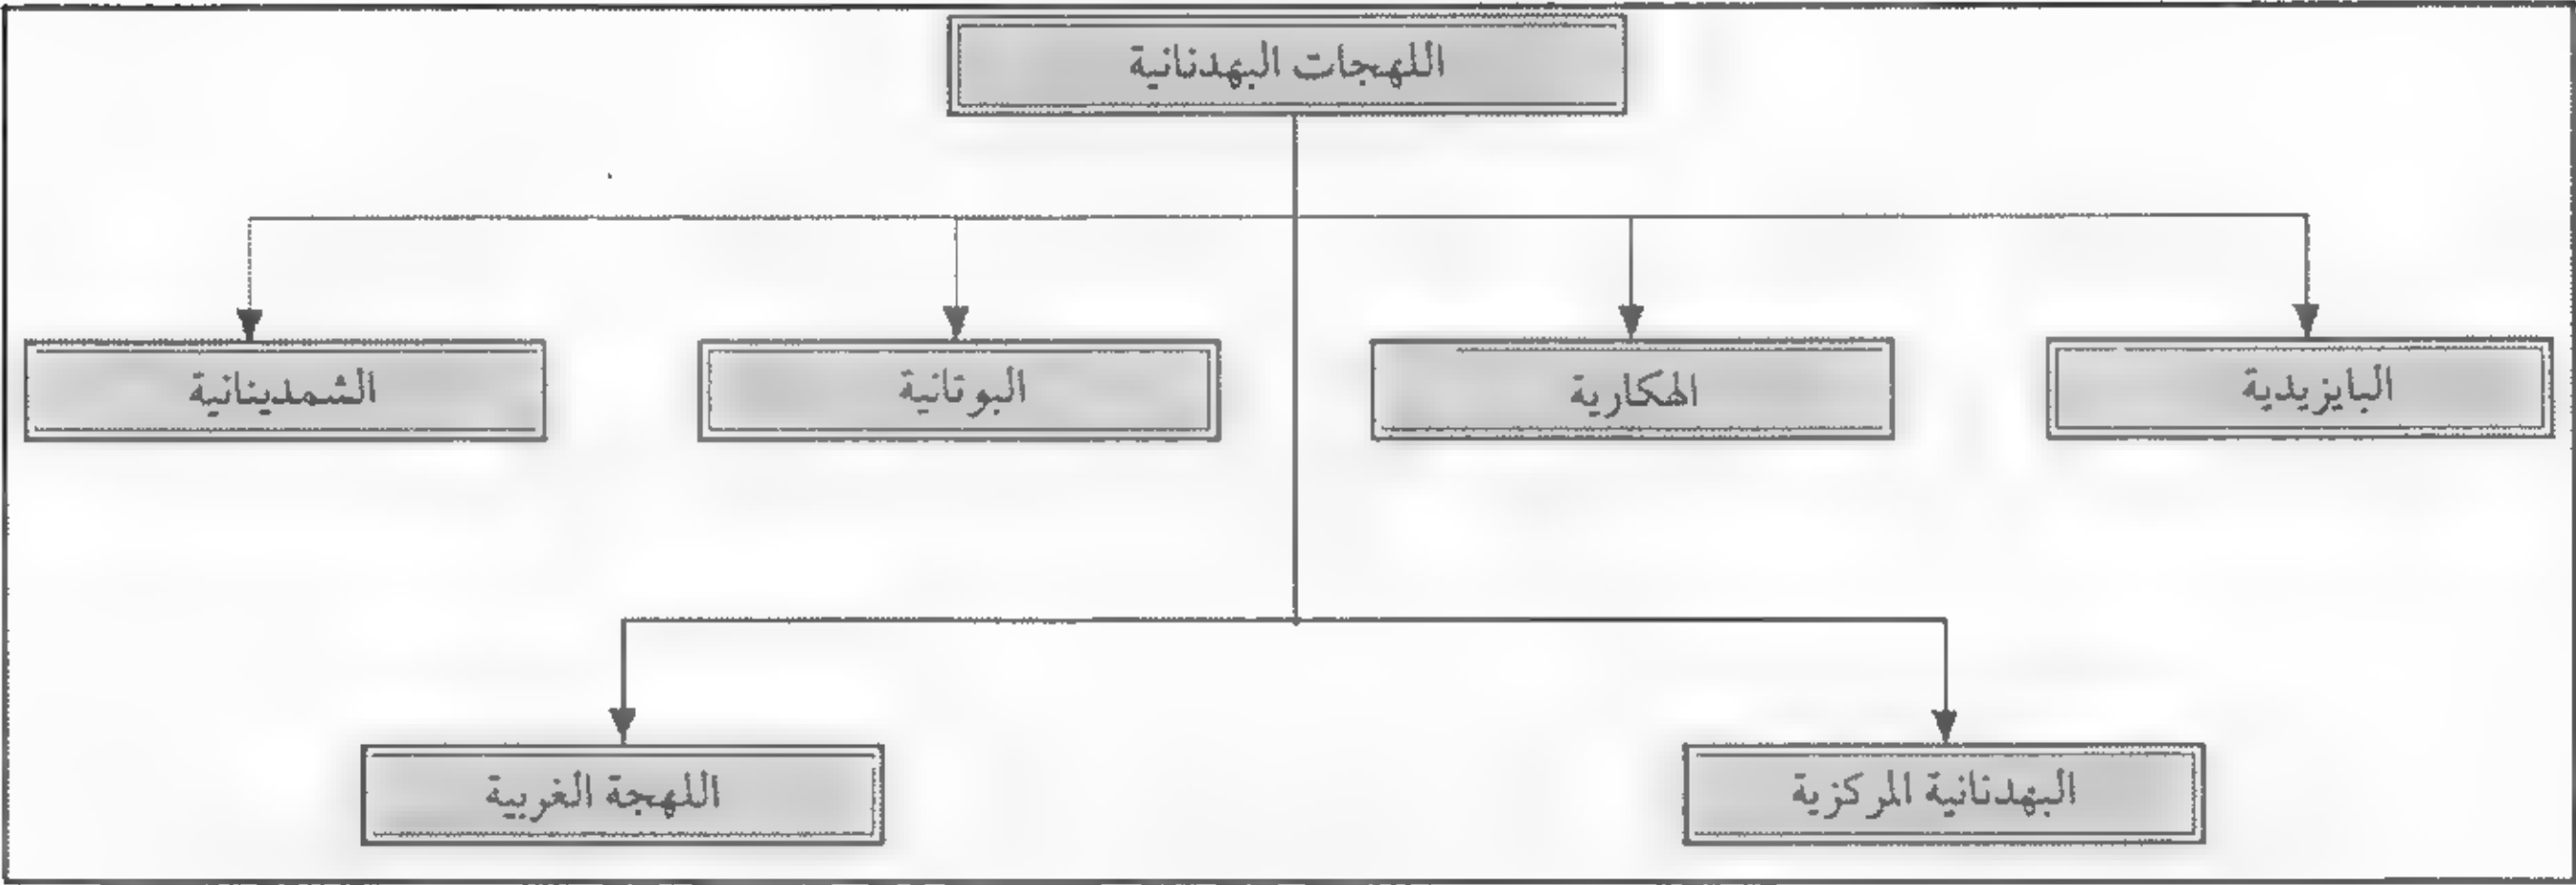 اللهجات البهدنانية
البايزيدية
الهكارية
البوتانية
الشمدينانية
البهدنانية المركزية
اللهجة الغربية